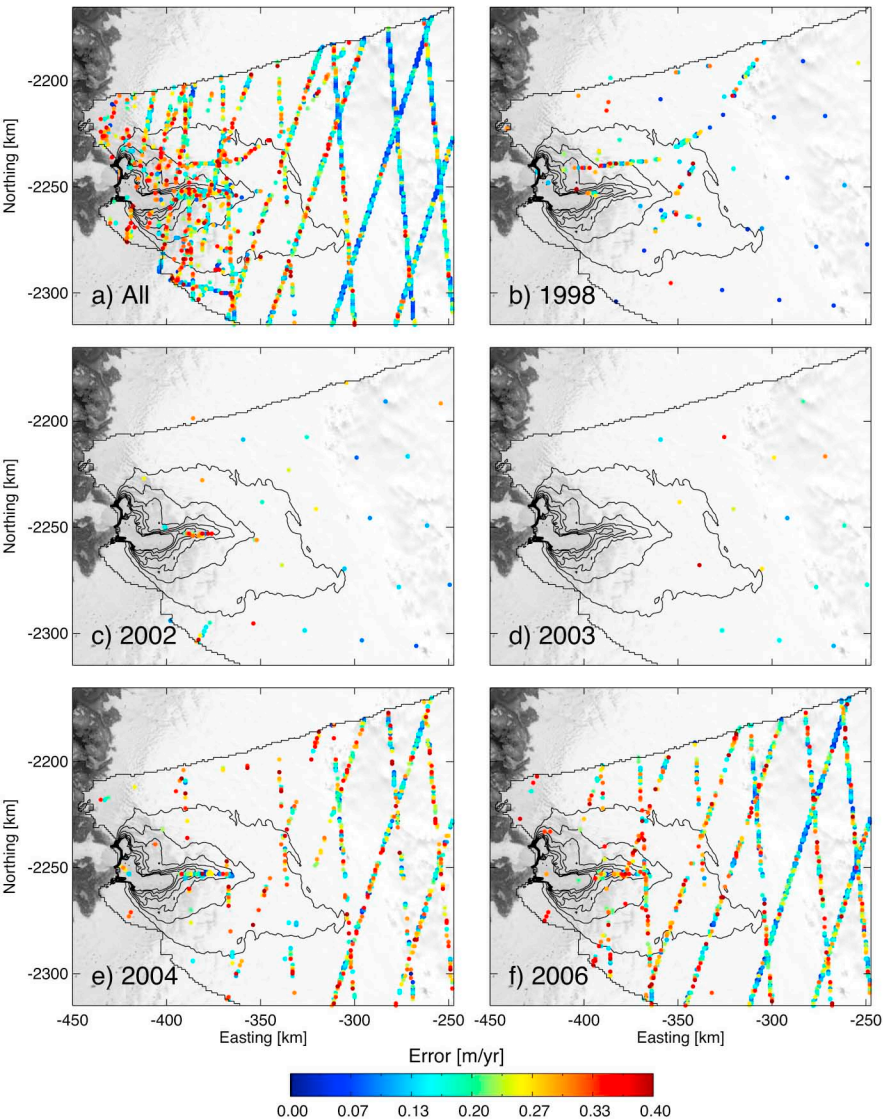 -2200
-2250
-2300
Northing [km]
a) All
b) 1998
-2200
-2250
-2300
Northing [km]
c) 2002
d) 2003
-2200
-2250
-2300
Northing [km]
e) 2004
f) 2006
-450 -400 -350 -300 -250
-450 -400 -350 -300 -250
Easting [km]
Easting [km]
Error [m/yr]
0.00 0.07 0.13 0.20 0.27 0.33 0.40